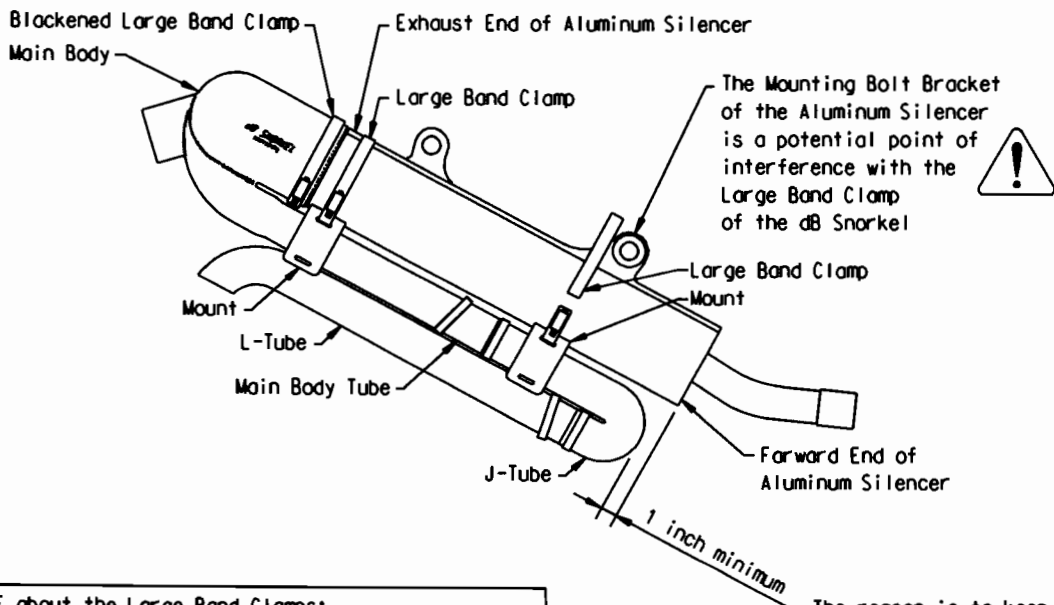 Blackened Large Band Clamp
Exhaust End of Aluminum Silencer
Main Body
Large Band Clamp
The Mounting Bolt Bracket
of the Aluminum Silencer
is a potential point of
interference with the
Large Band Clamp
of the dB Snorkel
!
dB SNORKEL
Large Band Clamp
Mount
Mount
L-Tube
Main Body Tube
J-Tube
Forward End of
Aluminum Silencer
1 inch minimum
about the Large Band Clamps:
The reason is to keep